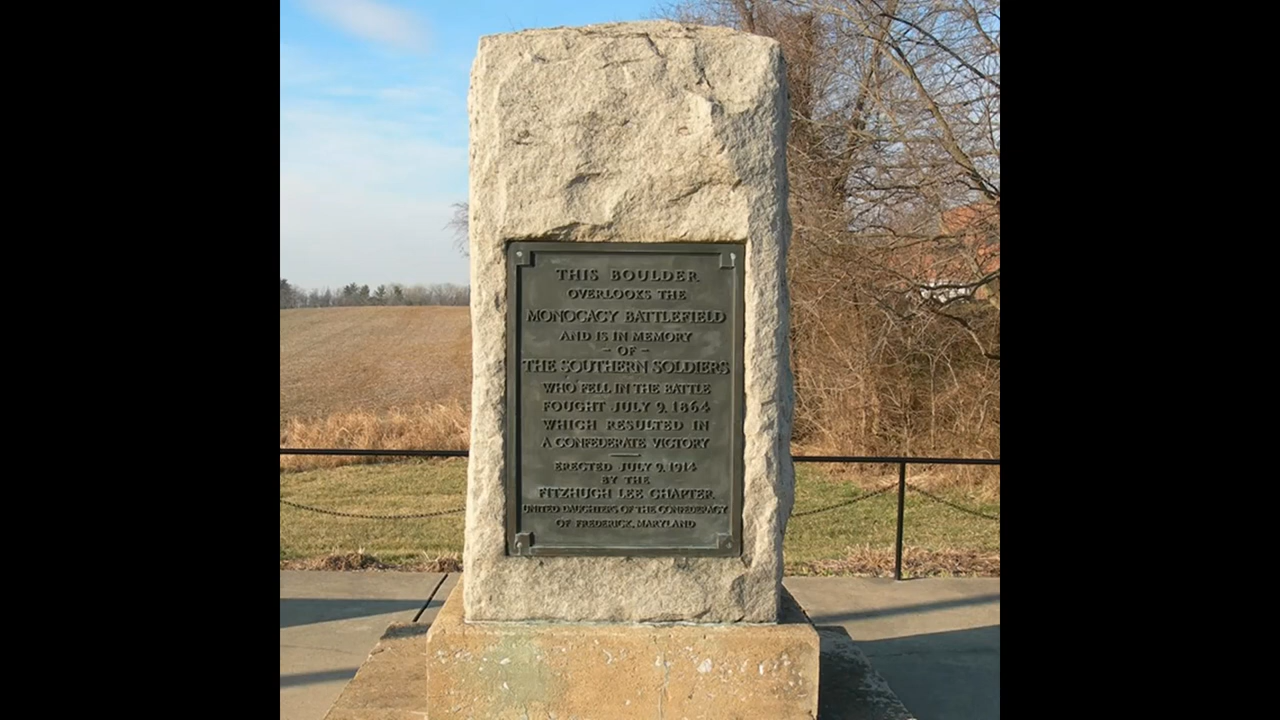 THIS BOULDER
OVERLOOKS THE
MONOCACY BATTLEFIELD
AND IS IN MEMORY
- OF -
THE SOUTHERN SOLDIERS
WHO FELL IN THE BATTLE
FOUGHT JULY 9, 1864
WHICH RESULTED IN
A CONFEDERATE VICTORY
ERECTED JULY 9, 1914
BY THE
FITZHUGH LEE CHAPTER
UNITED DAUGHTERS OF THE CONFEDERACY
OF FREDERICK, MARYLAND